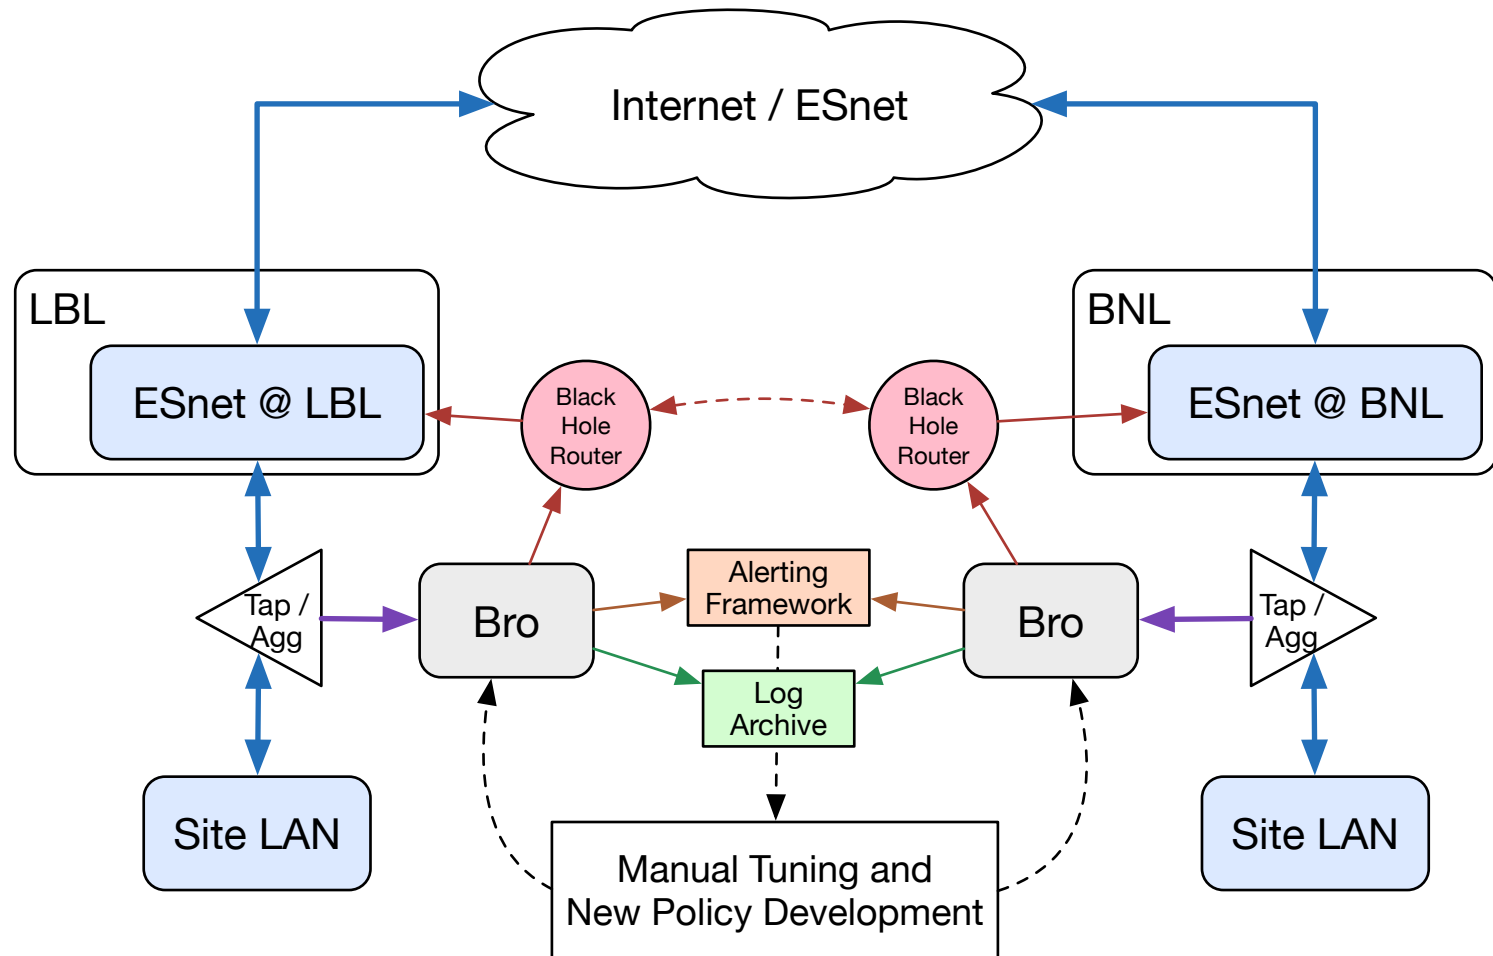 Internet / ESnet
LBL
BNL
ESnet @ LBL
Black
Hole
Router
Black
Hole
Router
ESnet @ BNL
Tap /
Agg
Bro
Alerting
Framework
Bro
Tap /
Agg
Log
Archive
Site LAN
Manual Tuning and
New Policy Development
Site LAN